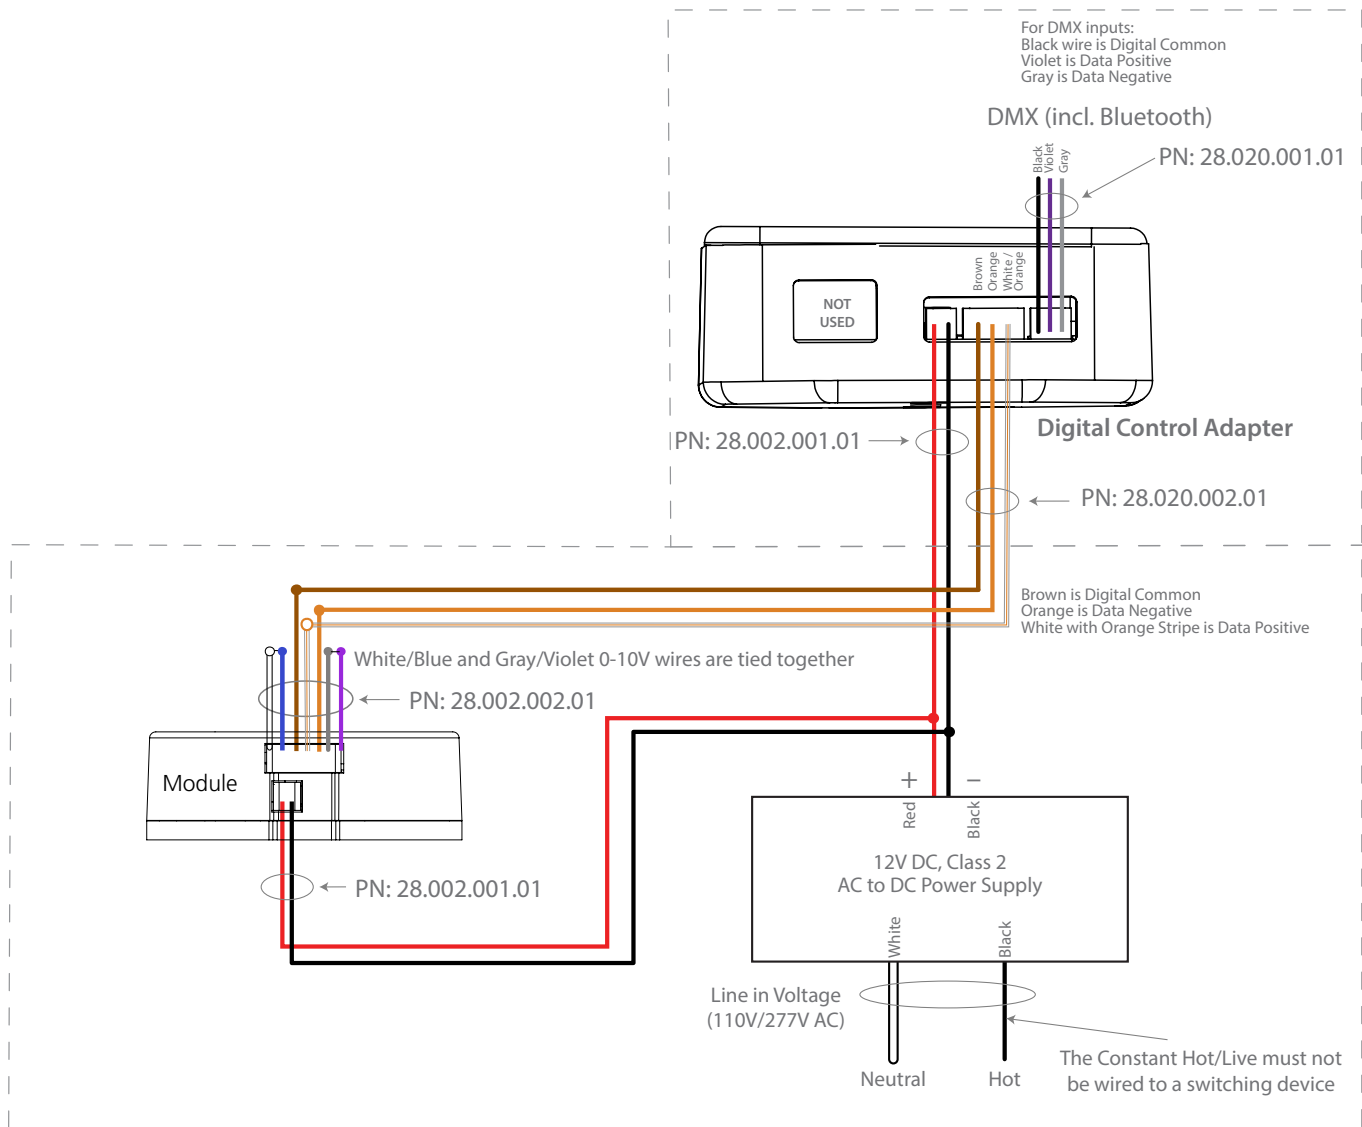 For DMX inputs:
Black wire is Digital Common
Violet is Data Positive
Gray is Data Negative
DMX (incl. Bluetooth)
Black
Violet
Gray
PN: 28.020.001.01
Brown
Orange
White /
Orange
NOT
USED
PN: 28.002.001.01
Digital Control Adapter
PN: 28.020.002.01
Brown is Digital Common
Orange is Data Negative
White with Orange Stripe is Data Positive
White/Blue and Gray/Violet 0-10V wires are tied together
PN: 28.002.002.01
Module
PN: 28.002.001.01
+
–
Red
Black
12V DC, Class 2
AC to DC Power Supply
White
Black
Line in Voltage
(110V/277V AC)
Neutral
Hot
The Constant Hot/Live must not
be wired to a switching device